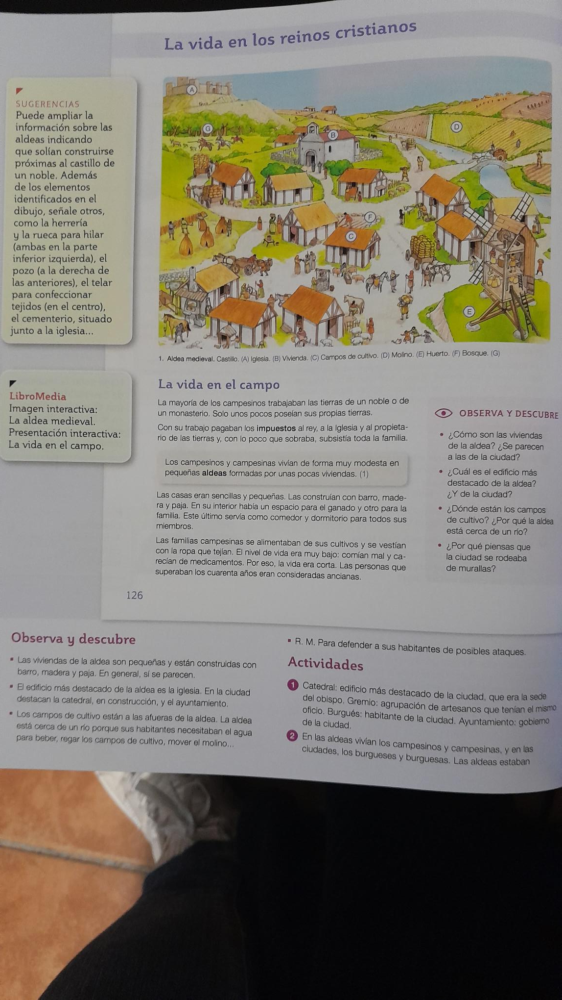 La vida en los reinos cristianos
SUGERENCIAS
Puede ampliar la
información sobre las
aldeas indicando
que solían construirse
próximas al castillo de
un noble. Además
de los elementos
identificados en el
dibujo, señale otros,
como la herrería
y la rueca para hilar
(ambas en la parte
inferior izquierda), el
pozo (a la derecha de
las anteriores), el telar
para confeccionar
tejidos (en el centro),
el cementerio, situado
junto a la iglesia...
LibroMedia
Imagen interactiva:
La aldea medieval.
Presentación interactiva:
La vida en el campo.
A
G
B
D
F
C
E
1. Aldea medieval. Castillo. (A) Iglesia. (B) Vivienda. (C) Campos de cultivo. (D) Molino. (E) Huerto. (F) Bosque. (G)
La vida en el campo
La mayoría de los campesinos trabajaban las tierras de un noble o de
un monasterio. Solo unos pocos poseían sus propias tierras.
Con su trabajo pagaban los impuestos al rey, a la Iglesia y al propieta-
rio de las tierras y, con lo poco que sobraba, subsistía toda la familia.
Los campesinos y campesinas vivían de forma muy modesta en
pequeñas aldeas formadas por unas pocas viviendas. (1)
Las casas eran sencillas y pequeñas. Las construían con barro, made-
ra y paja. En su interior había un espacio para el ganado y otro para la
familia. Este último servía como comedor y dormitorio para todos sus
miembros.
Las familias campesinas se alimentaban de sus cultivos y se vestían
con la ropa que tejían. El nivel de vida era muy bajo: comían mal y ca-
recían de medicamentos. Por eso, la vida era corta. Las personas que
superaban los cuarenta años eran consideradas ancianas.
OBSERVA Y DESCUBRE
• ¿Cómo son las viviendas
de la aldea? ¿Se parecen
a las de la ciudad?
• ¿Cuál es el edificio más
destacado de la aldea?
¿Y de la ciudad?
• ¿Dónde están los campos
de cultivo? ¿Por qué la aldea
está cerca de un río?
• ¿Por qué piensas que
la ciudad se rodeaba
de murallas?
126
Observa y descubre
▪ Las viviendas de la aldea son pequeñas y están construidas con
barro, madera y paja. En general, sí se parecen.
▪ El edificio más destacado de la aldea es la iglesia. En la ciudad
destacan la catedral, en construcción, y el ayuntamiento.
▪ Los campos de cultivo están a las afueras de la aldea. La aldea
está cerca de un río porque sus habitantes necesitaban el agua
para beber, regar los campos de cultivo, mover el molino...
▪ R. M. Para defender a sus habitantes de posibles ataques.
Actividades
1 Catedral: edificio más destacado de la ciudad, que era la sede
del obispo. Gremio: agrupación de artesanos que tenían el mismo
oficio. Burgués: habitante de la ciudad. Ayuntamiento: gobierno
de la ciudad.
2 En las aldeas vivían los campesinos y campesinas, y en las
ciudades, los burgueses y burguesas. Las aldeas estaban